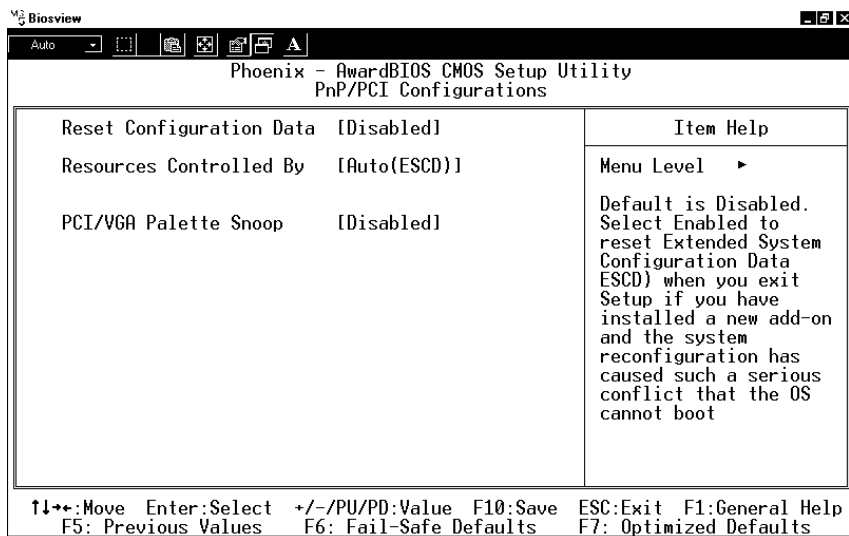 Biosview
Auto
A
Phoenix - AwardBIOS CMOS Setup Utility
PnP/PCI Configurations
Reset Configuration Data [Disabled]
Resources Controlled By [Auto(ESCD)]
PCI/VGA Palette Snoop [Disabled]
Item Help
Menu Level ►
Default is Disabled.
Select Enabled to
reset Extended System
Configuration Data
ESCD) when you exit
Setup if you have
installed a new add-on
and the system
reconfiguration has
caused such a serious
conflict that the OS
cannot boot
↑↓→←:Move Enter:Select +/-/PU/PD:Value F10:Save ESC:Exit F1:General Help
F5: Previous Values F6: Fail-Safe Defaults F7: Optimized Defaults